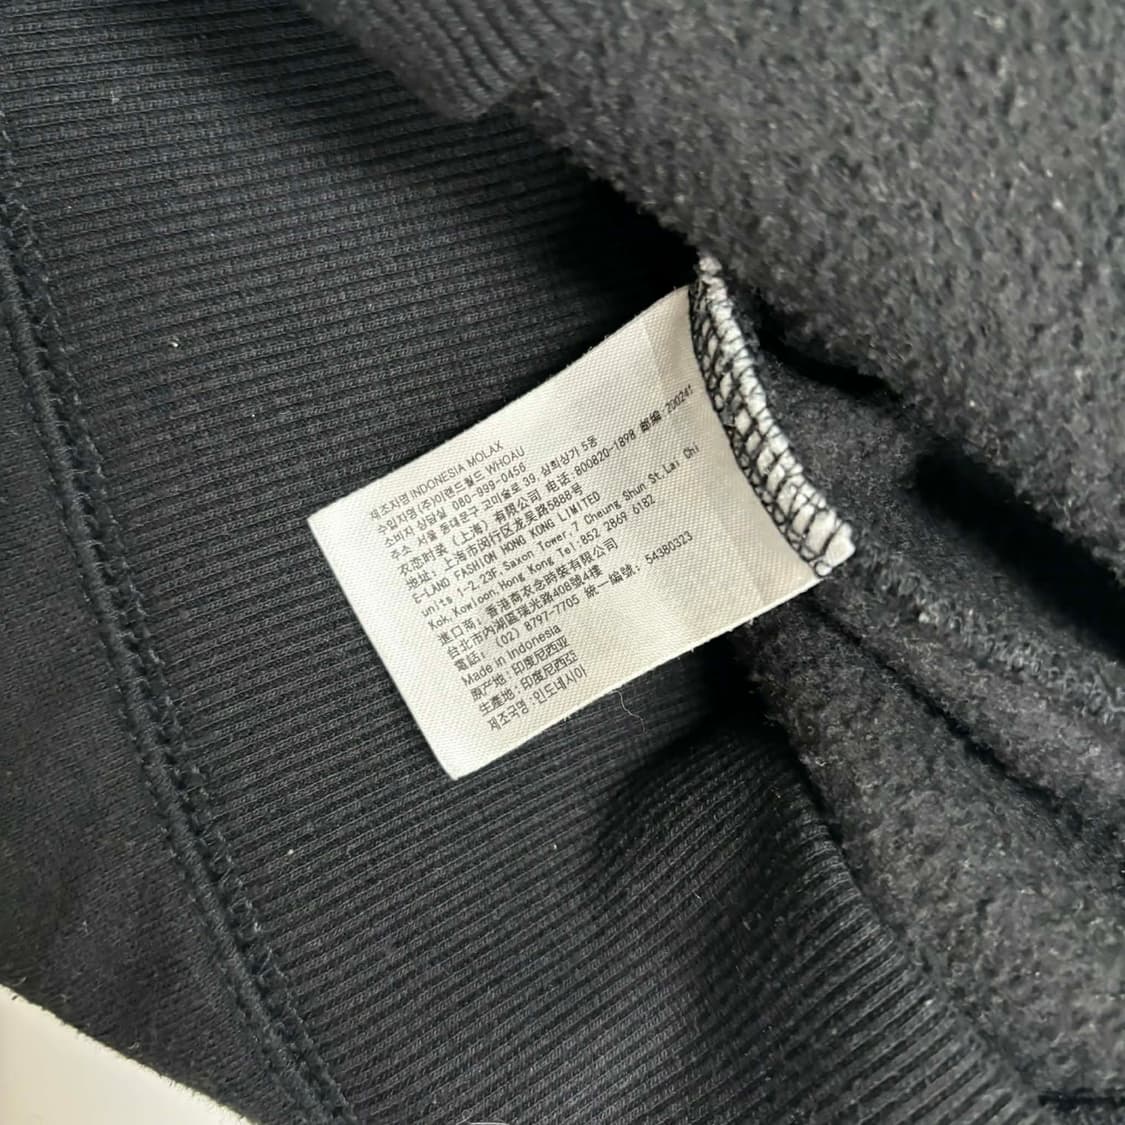 제조자명 INDONESIA MOLAX
수입자명 (주)이랜드월드 WHOAU
소비자 상담실 080-999-0456
주소 서울 동대문구 고미술로 39, 삼희상가 5동
衣恋时装 (上海) 有限公司 电话: 800820-1898 邮编: 200241
地址: 上海市闵行区龙吴路5888号
E-LAND FASHION HONG KONG LIMITED
units 1-2,23F, Saxon Tower,7 Cheung Shun St.Lai Chi
Kok, Kowloon,Hong Kong Tel:852 2869 6182
進口商: 香港商衣念時裝有限公司
台北市內湖區瑞光路408號4樓
電話: (02) 8797-7705 統一編號: 54380323
Made in Indonesia
原产地: 印度尼西亚
生產地: 印度尼西亞
제조국명 :인도네시아